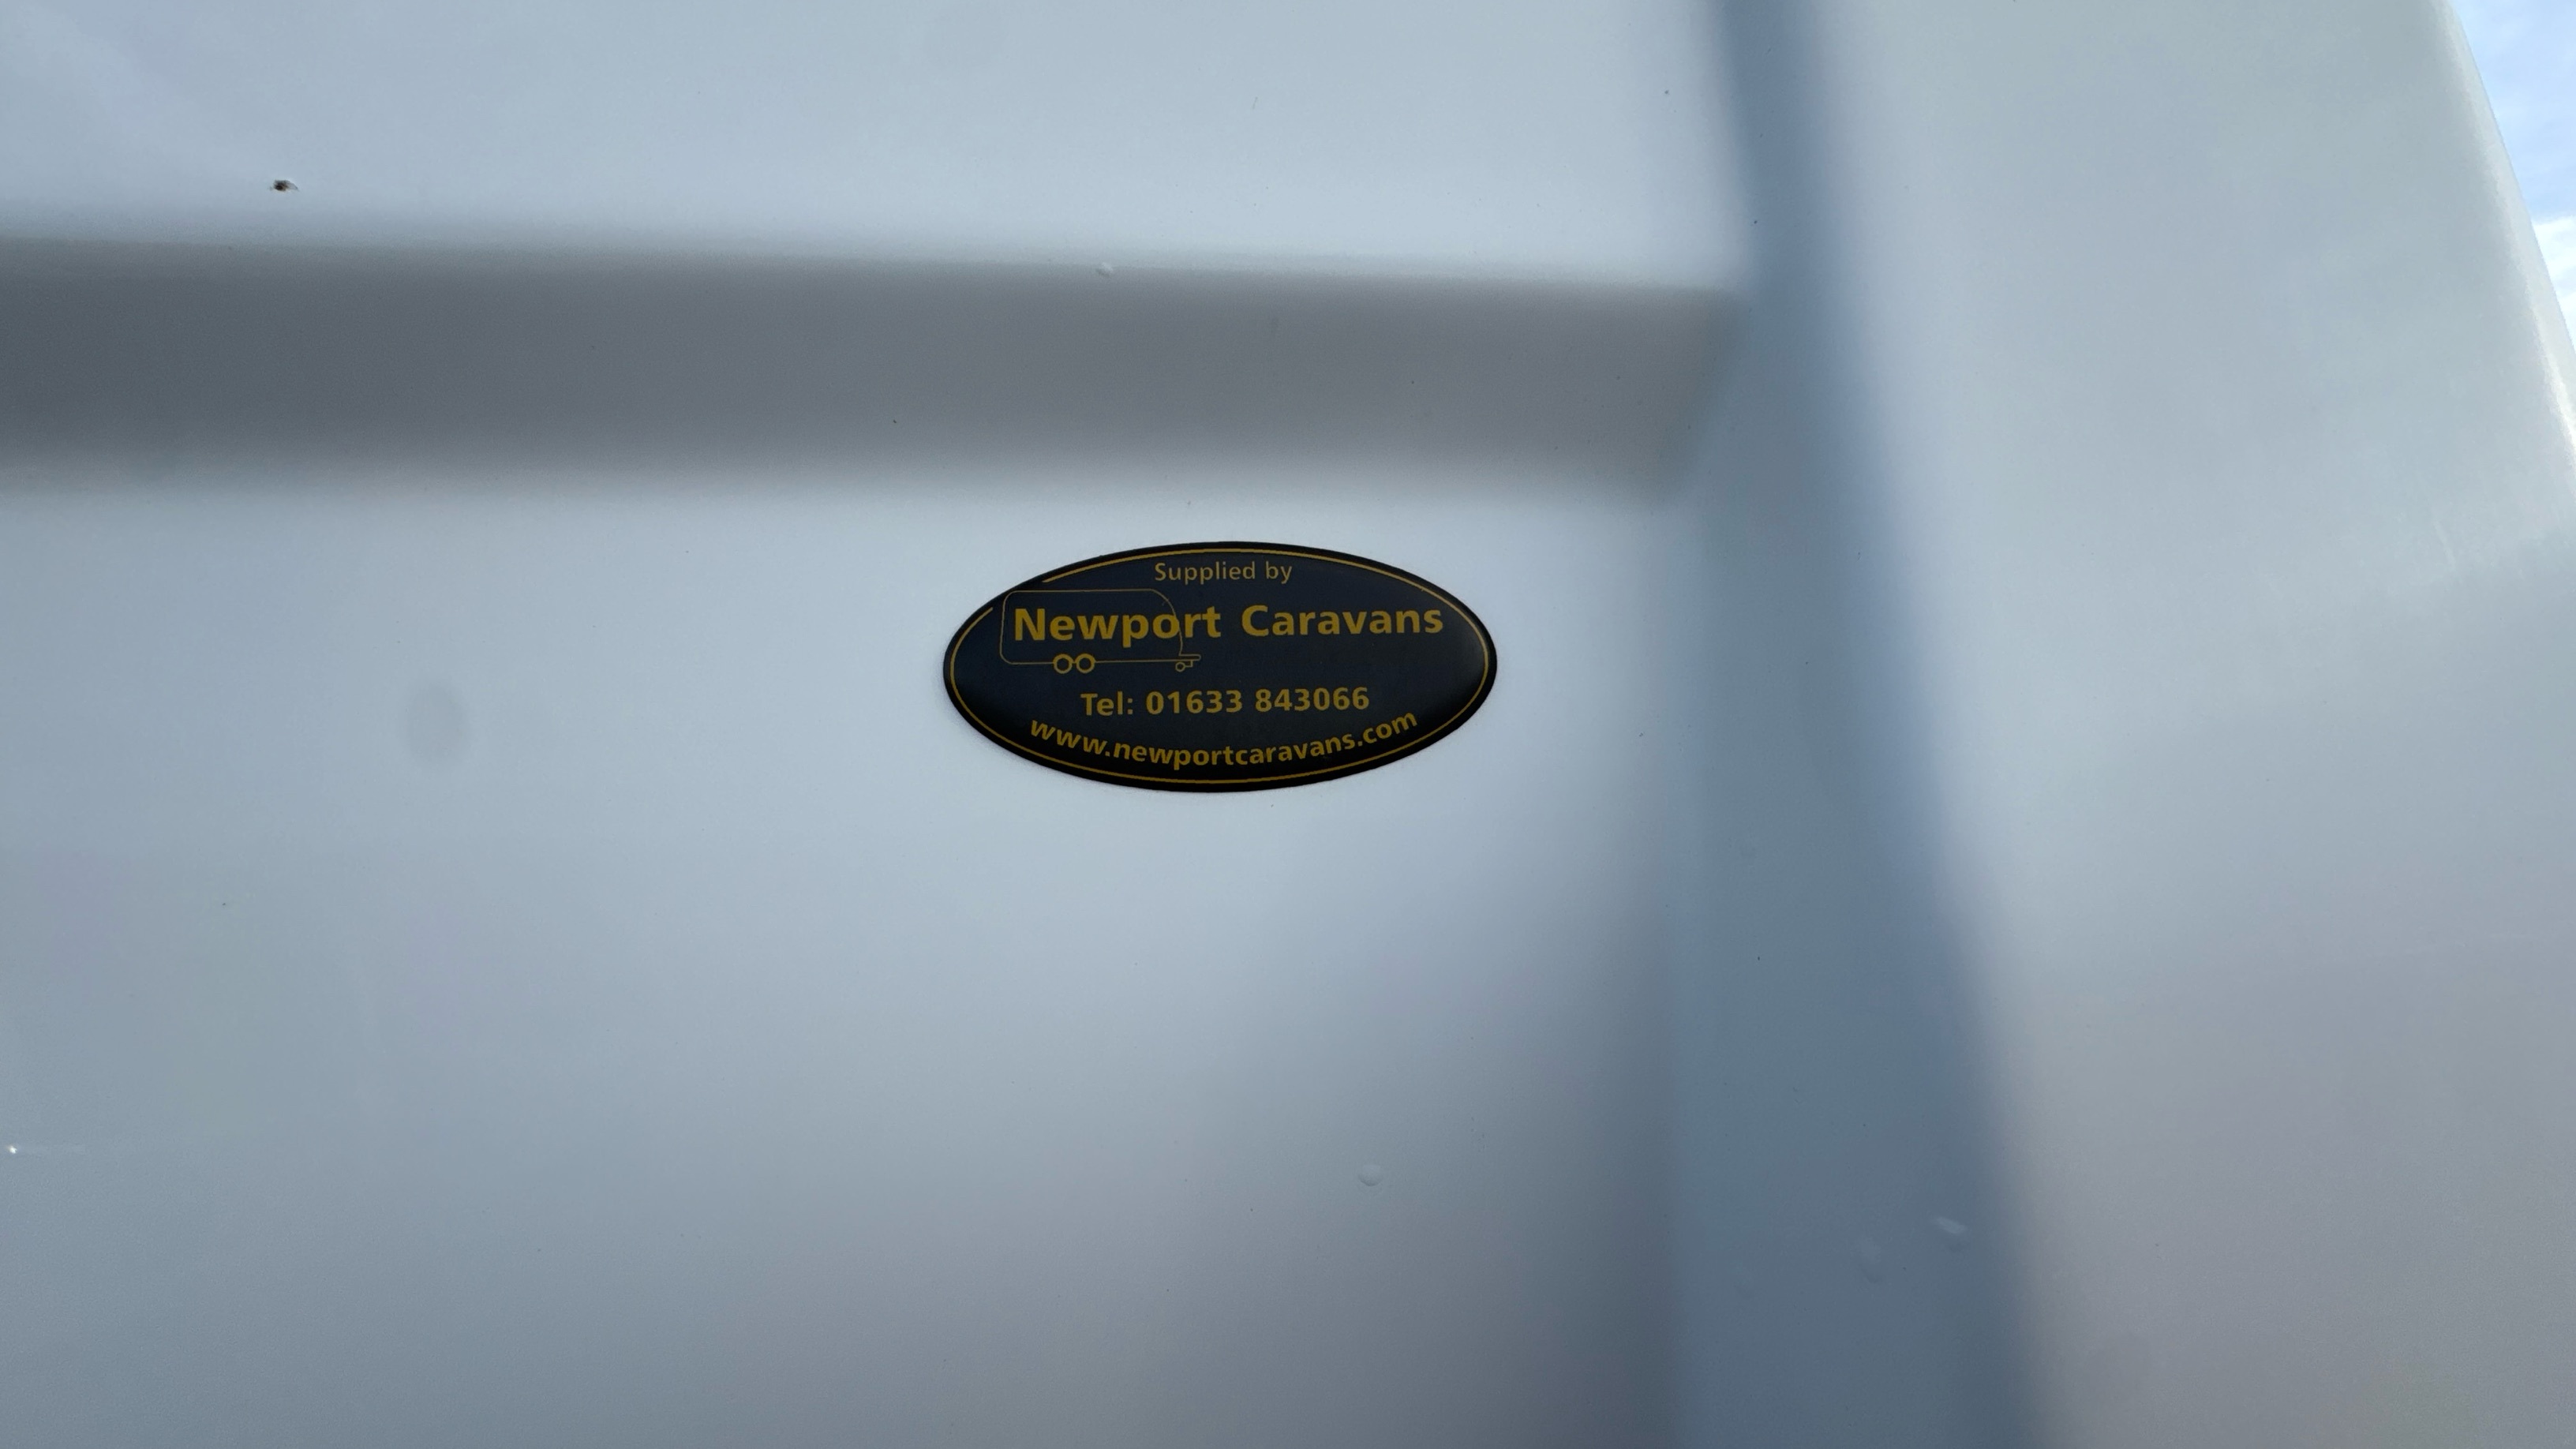 Supplied by
Newport Caravans
Tel: 01633 843066
www.newportcaravans.com